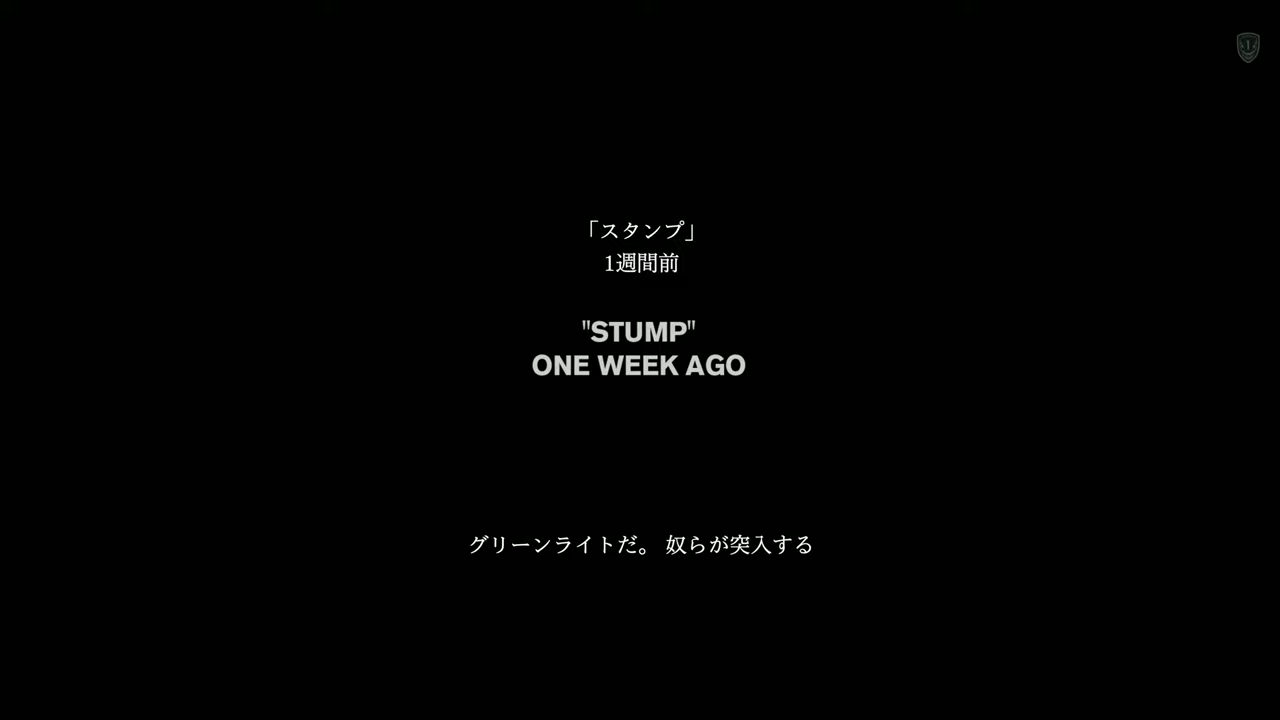 「スタンプ」
1週間前
"STUMP"
ONE WEEK AGO
グリーンライトだ。 奴らが突入する